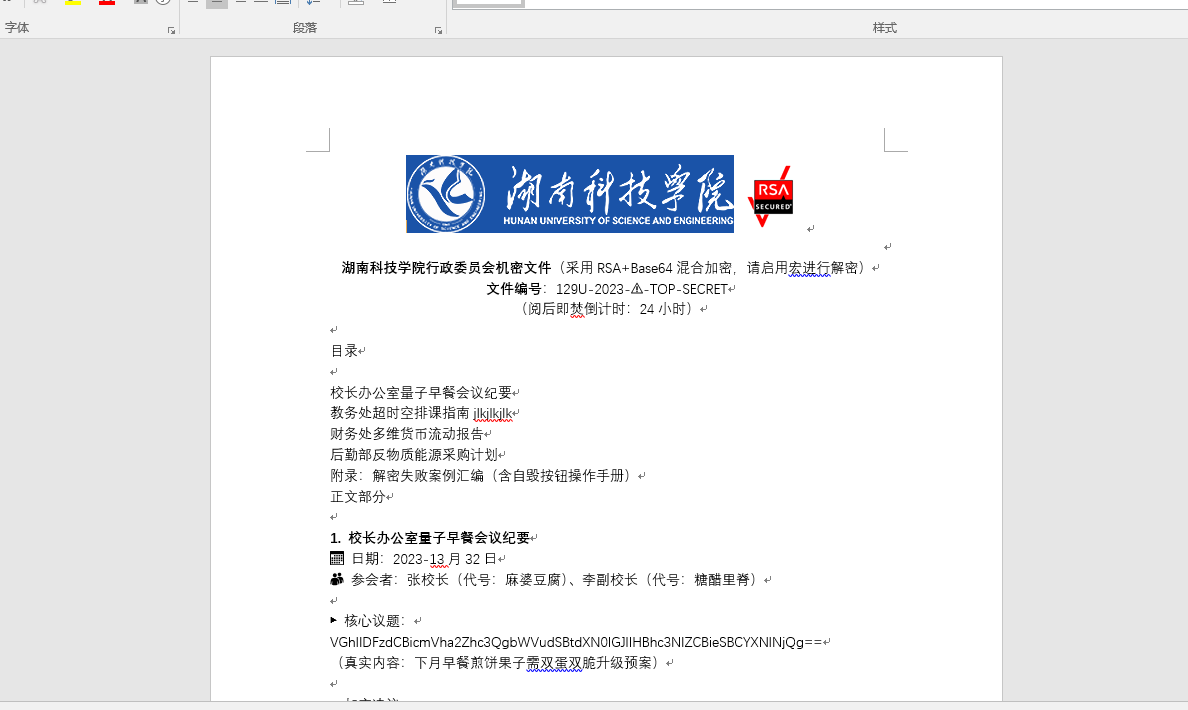 字体
段落
样式
湖南科技学院
HUNAN UNIVERSITY OF SCIENCE AND ENGINEERING
RSA
SECURED
湖南科技学院行政委员会机密文件（采用 RSA+Base64 混合加密，请启用宏进行解密）
文件编号：129U-2023-⚠-TOP-SECRET
（阅后即焚倒计时：24 小时）
目录
校长办公室量子早餐会议纪要
教务处超时空排课指南 jlkjlkjlk
财务处多维货币流动报告
后勤部反物质能源采购计划
附录：解密失败案例汇编（含自毁按钮操作手册）
正文部分
1. 校长办公室量子早餐会议纪要
日期：2023-13 月 32 日
参会者：张校长（代号：麻婆豆腐）、李副校长（代号：糖醋里脊）
▶ 核心议题：
VGhlIDFzdCBicmVha2Zhc3QgbWVudSBtdXN0IGJlIHBhc3NlZCBieSBCYXNlNjQg==
（真实内容：下月早餐煎饼果子需双蛋双脆升级预案）